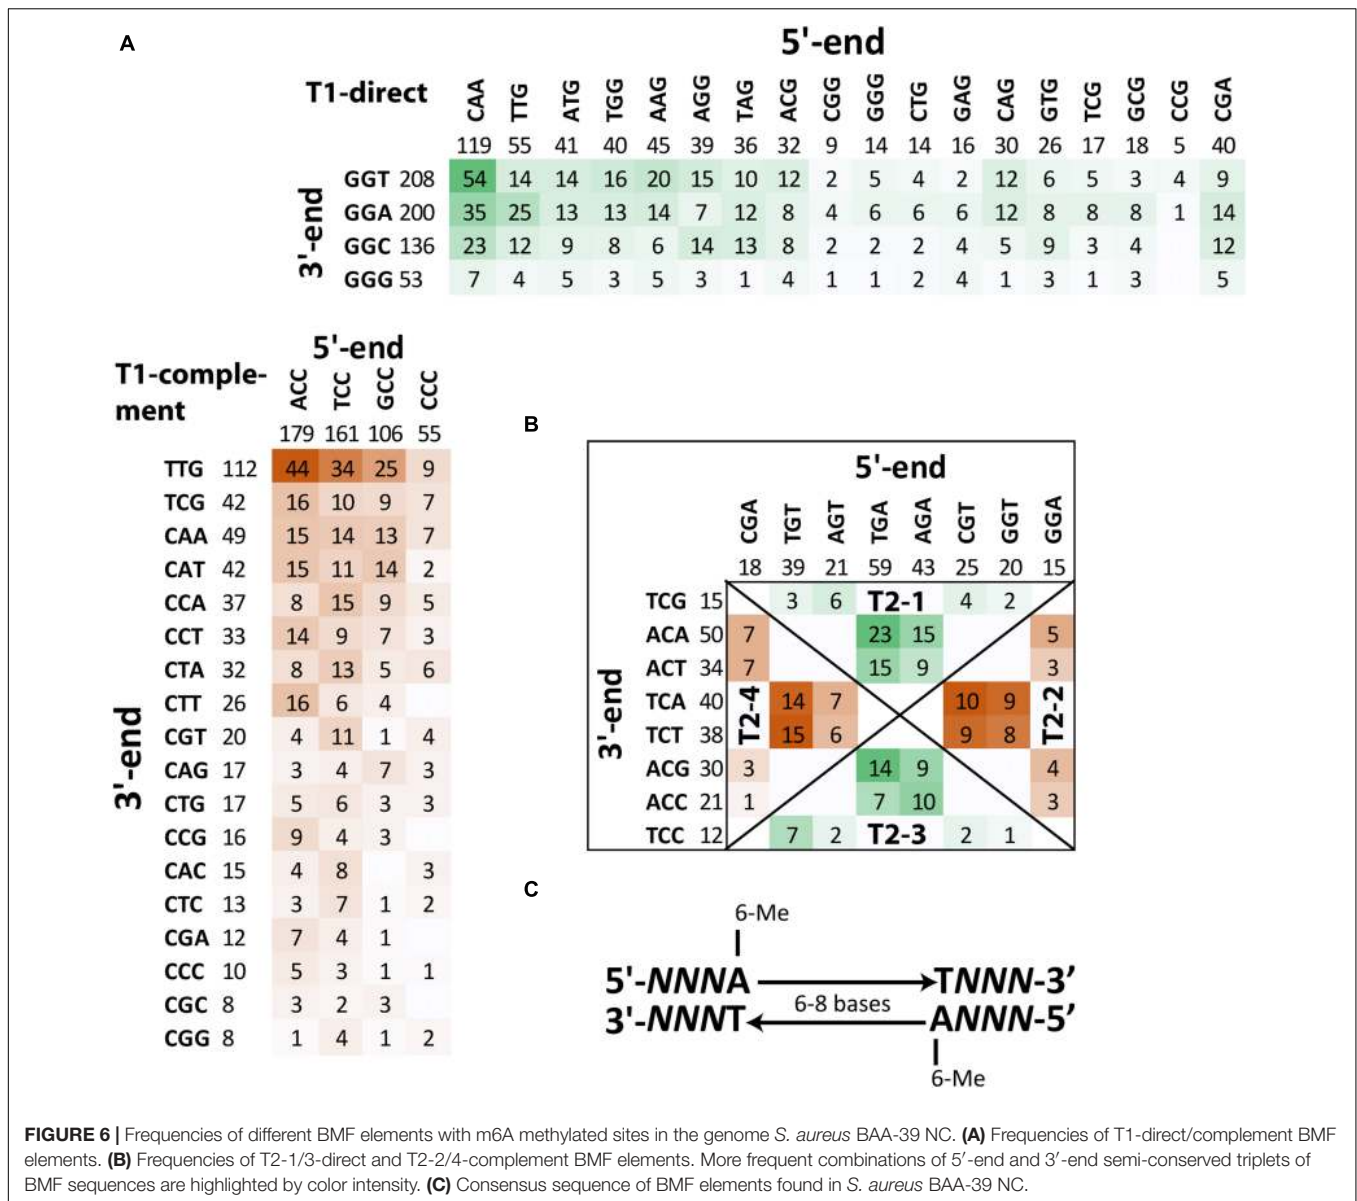 A
5'-end
T1-direct
CAA TTG ATG TGG AAG AGG TAG ACG CGG GGG CTG GAG CAG GTG TCG GCG CCG CGA
119 55 41 40 45 39 36 32 9 14 14 16 30 26 17 18 5 40
3'-end
GGT 208 54 14 14 16 20 15 10 12 2 5 4 2 12 6 5 3 4 9
GGA 200 35 25 13 13 14 7 12 8 4 6 6 6 12 8 8 8 1 14
GGC 136 23 12 9 8 6 14 13 8 2 2 2 4 5 9 3 4 12
GGG 53 7 4 5 3 5 3 1 4 1 1 2 4 1 3 1 3 5
5'-end
T1-comple-
ment
ACC TCC GCC CCC
179 161 106 55
3'-end
TTG 112 44 34 25 9
TCG 42 16 10 9 7
CAA 49 15 14 13 7
CAT 42 15 11 14 2
CCA 37 8 15 9 5
CCT 33 14 9 7 3
CTA 32 8 13 5 6
CTT 26 16 6 4
CGT 20 4 11 1 4
CAG 17 3 4 7 3
CTG 17 5 6 3 3
CCG 16 9 4 3
CAC 15 4 8 3
CTC 13 3 7 1 2
CGA 12 7 4 1
CCC 10 5 3 1 1
CGC 8 3 2 3
CGG 8 1 4 1 2
B
5'-end
CGA TGT AGT TGA AGA CGT GGT GGA
18 39 21 59 43 25 20 15
3'-end
TCG 15 3 6 T2-1 4 2
ACA 50 7 23 15 5
ACT 34 7 15 9 3
T2-4
T2-2
TCA 40 14 7 10 9
TCT 38 15 6 9 8
ACG 30 3 14 9 4
ACC 21 1 7 10 3
TCC 12 7 2 T2-3 2 1
C
6-Me
5'-NNNA TNNN-3′
6-8 bases
3'-NNNT ANNN-5′
6-Me
FIGURE 6 | Frequencies of different BMF elements with m6A methylated sites in the genome S. aureus BAA-39 NC. (A) Frequencies of T1-direct/complement BMF
elements. (B) Frequencies of T2-1/3-direct and T2-2/4-complement BMF elements. More frequent combinations of 5′-end and 3′-end semi-conserved triplets of
BMF sequences are highlighted by color intensity. (C) Consensus sequence of BMF elements found in S. aureus BAA-39 NC.